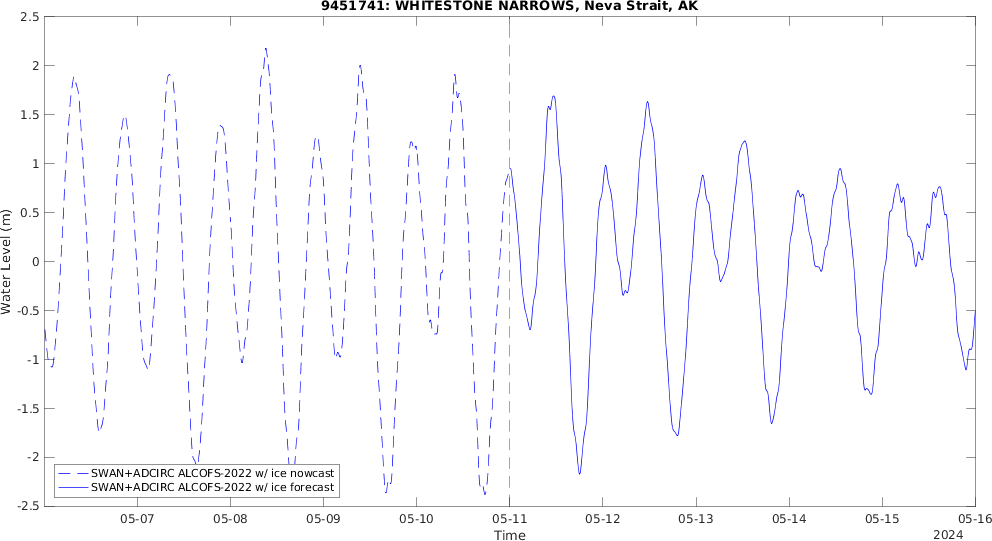 9451741: WHITESTONE NARROWS, Neva Strait, AK
2.5
2
1.5
1
0.5
0
-0.5
-1
-1.5
-2
-2.5
Water Level (m)
SWAN+ADCIRC ALCOFS-2022 w/ ice nowcast
SWAN+ADCIRC ALCOFS-2022 w/ ice forecast
05-07 05-08 05-09 05-10 05-11 05-12 05-13 05-14 05-15 05-16
Time
2024